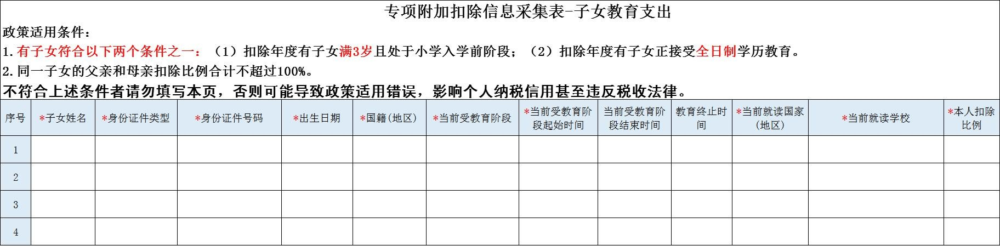 专项附加扣除信息采集表-子女教育支出
政策适用条件：
1.有子女符合以下两个条件之一：（1）扣除年度有子女满3岁且处于小学入学前阶段；（2）扣除年度有子女正接受全日制学历教育。
2.同一子女的父亲和母亲扣除比例合计不超过100%。
不符合上述条件者请勿填写本页，否则可能导致政策适用错误，影响个人纳税信用甚至违反税收法律。
序号
*子女姓名
*身份证件类型
*身份证件号码
*出生日期
*国籍(地区)
*当前受教育阶段
*当前受教育阶
段起始时间
当前受教育阶
段结束时间
教育终止时
间
*当前就读国家
(地区)
*当前就读学校
*本人扣除
比例
1
2
3
4